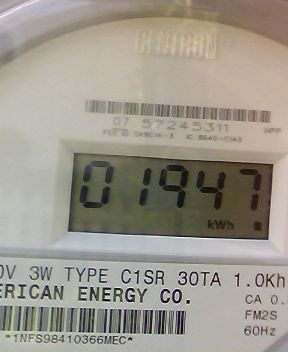 CENTRON
07 57245311
HPP
01947
kWh
0V 3W TYPE C1SR 30TA 1.0Kh
ERICAN ENERGY CO.
CA 0.
FM2S
60Hz
*1NFS98410366MEC*